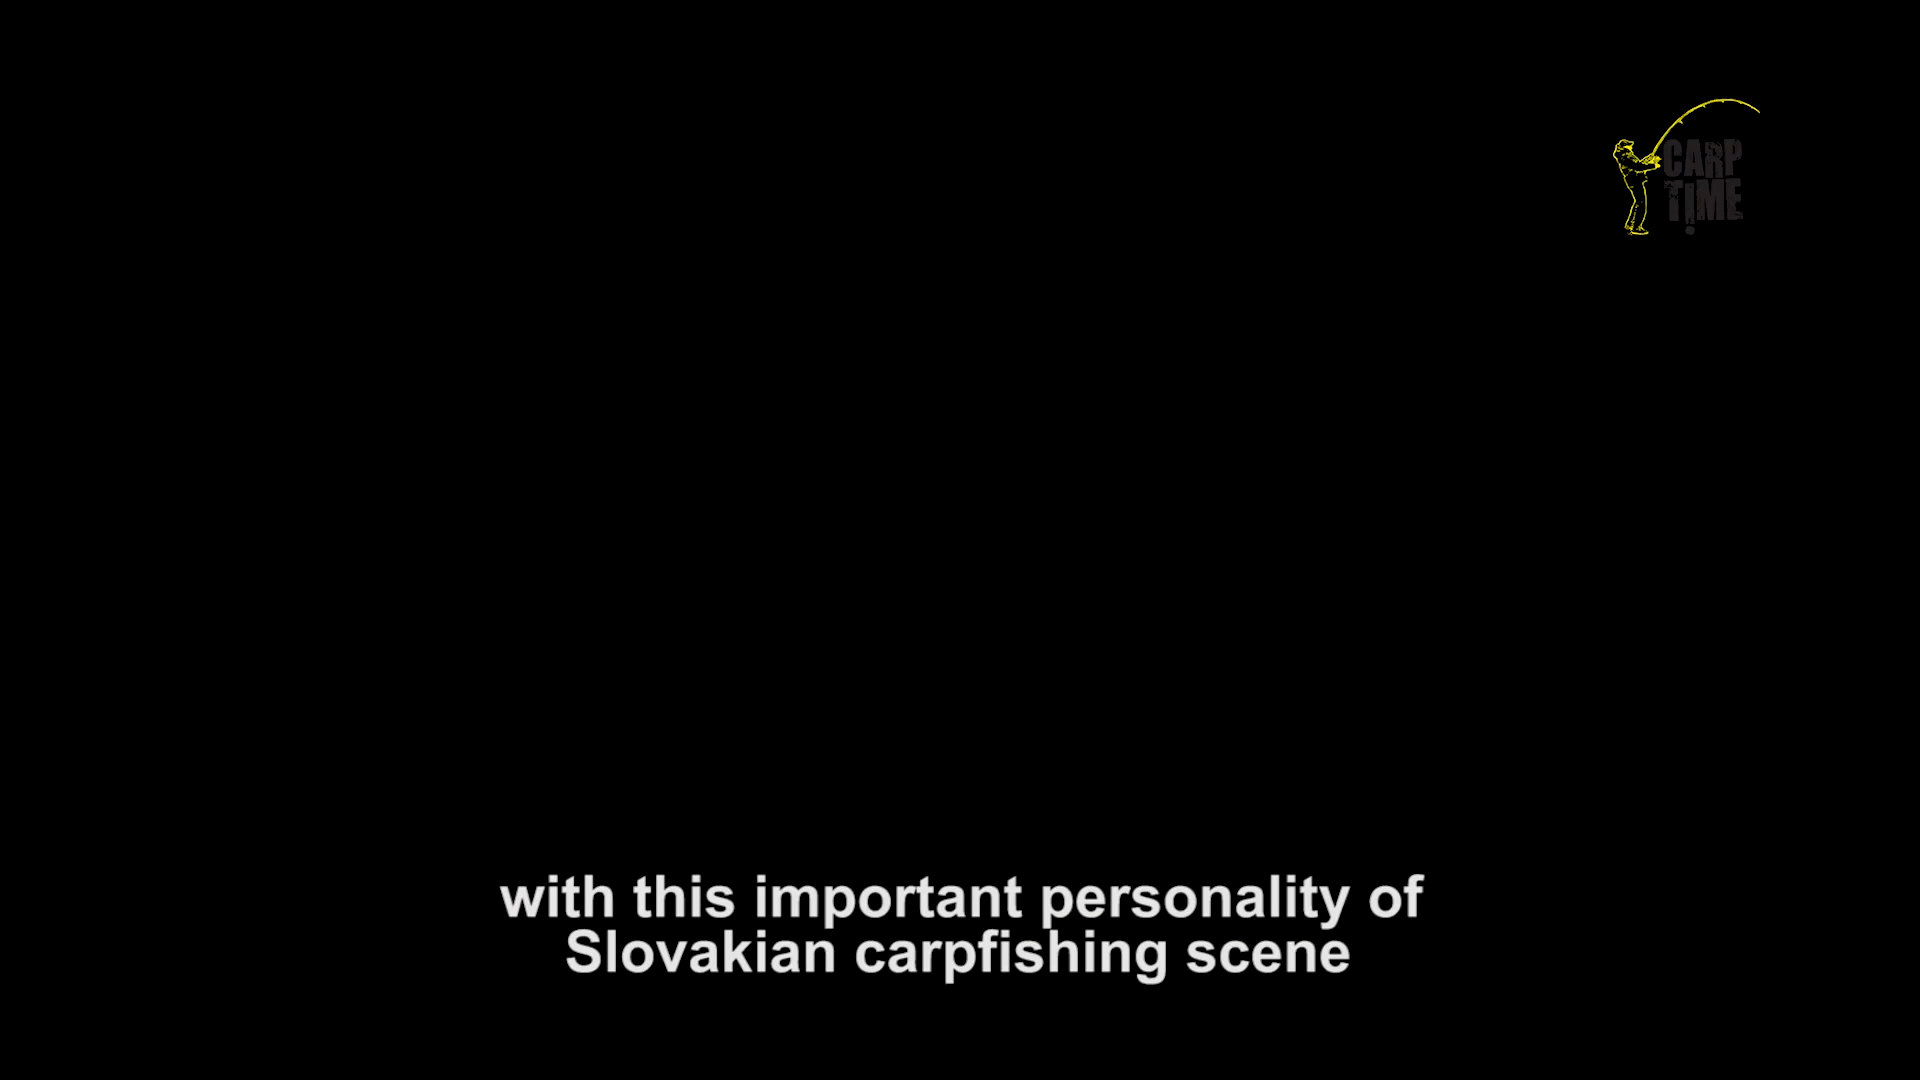 CARP
TIME
with this important personality of
Slovakian carpfishing scene